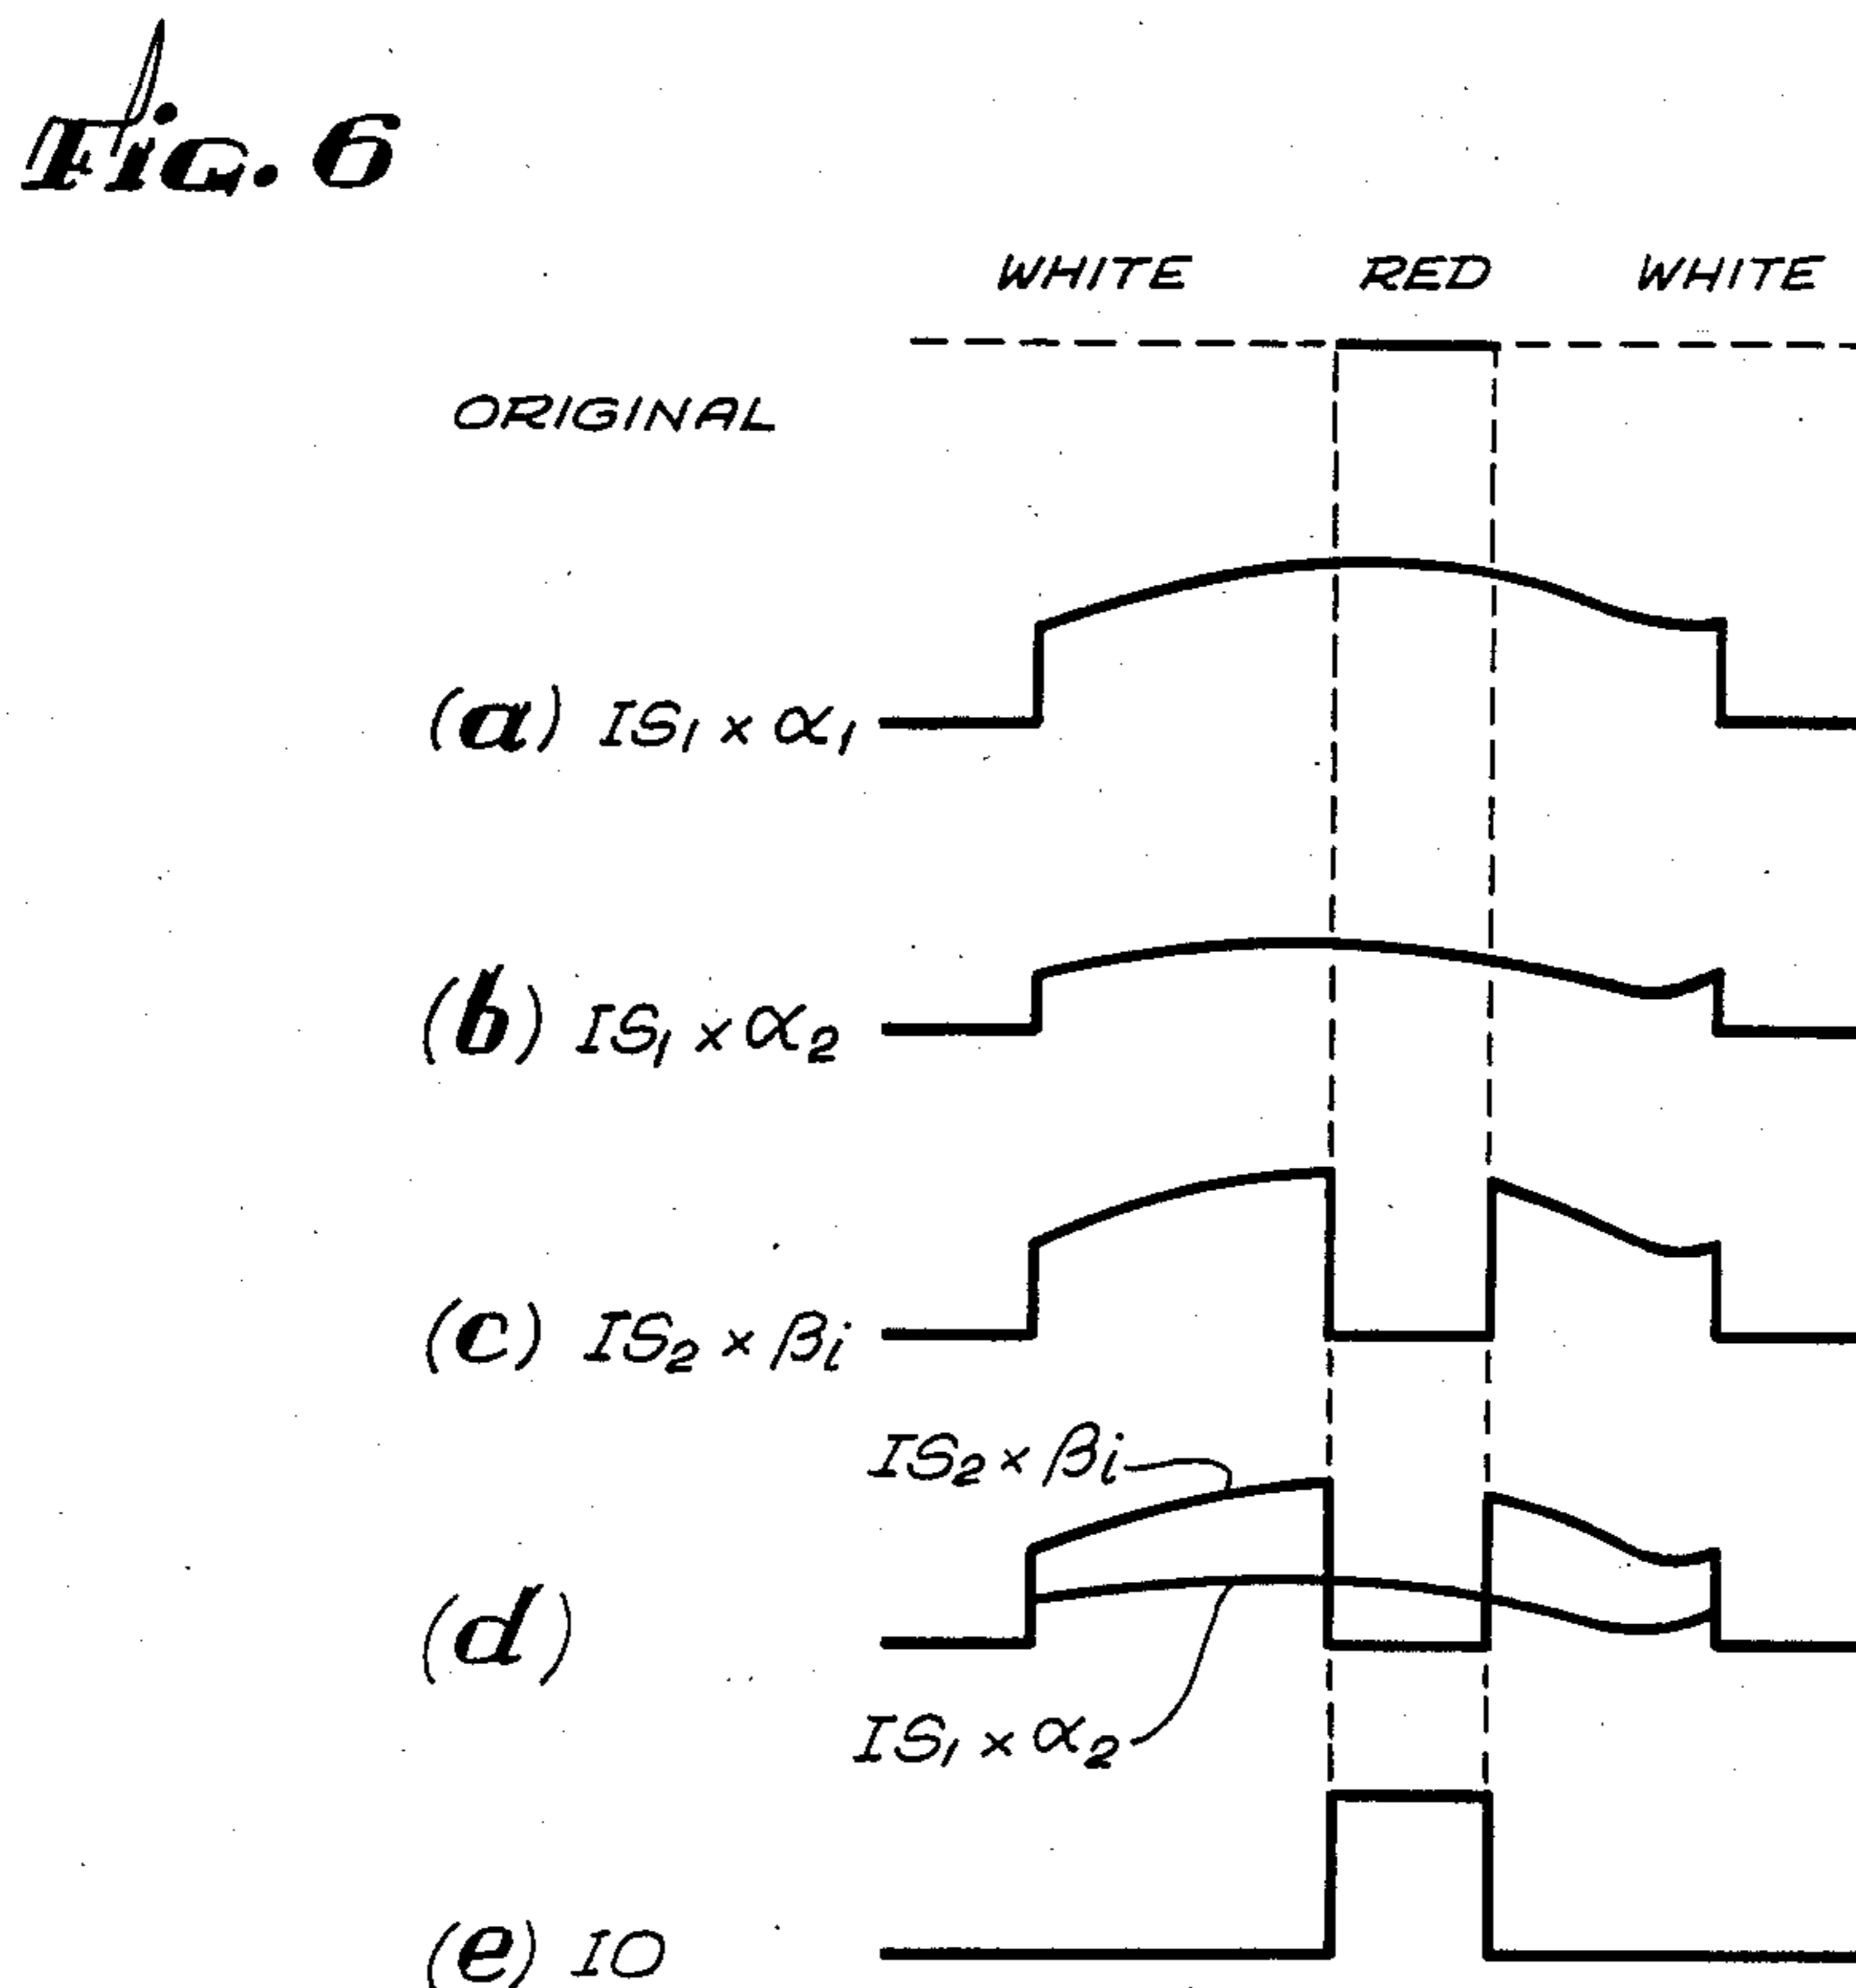 Fig. 6
WHITE RED WHITE
ORIGINAL
(a) IS₁ × α₁
(b) IS₁ × α₂
(c) IS₂ × βi
IS₂ × βi
(d)
IS₁ × α₂
(e) IO